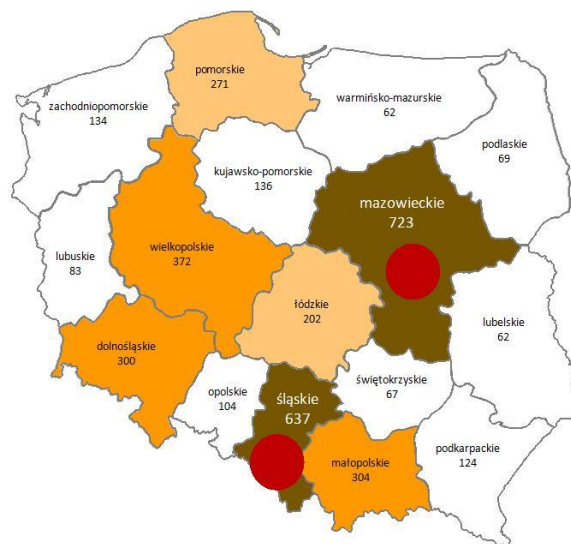 pomorskie
271
warmińsko-mazurskie
62
zachodniopomorskie
134
podlaskie
69
kujawsko-pomorskie
136
mazowieckie
723
wielkopolskie
372
lubuskie
83
łódzkie
202
lubelskie
62
dolnośląskie
300
świętokrzyskie
67
opolskie
104
śląskie
637
podkarpackie
124
małopolskie
304